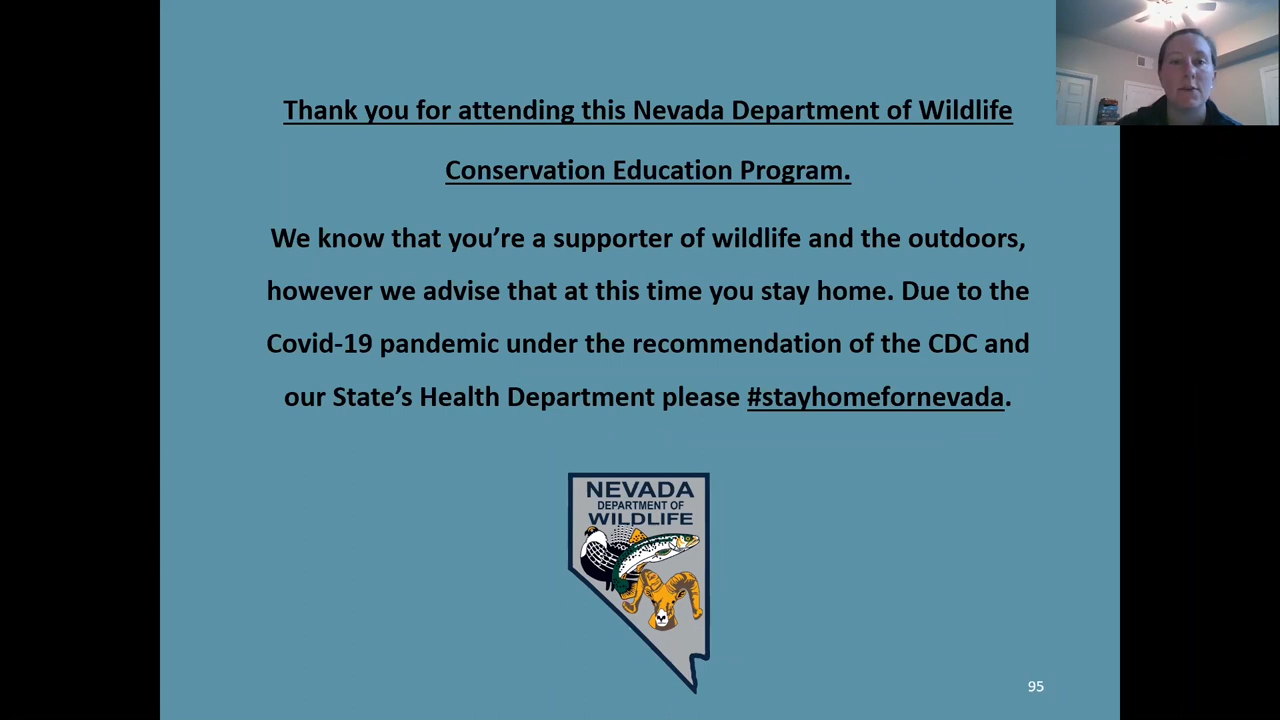 Thank you for attending this Nevada Department of Wildlife
Conservation Education Program.
We know that you’re a supporter of wildlife and the outdoors,
however we advise that at this time you stay home. Due to the
Covid-19 pandemic under the recommendation of the CDC and
our State’s Health Department please #stayhomefornevada.
NEVADA
DEPARTMENT OF
WILDLIFE
95